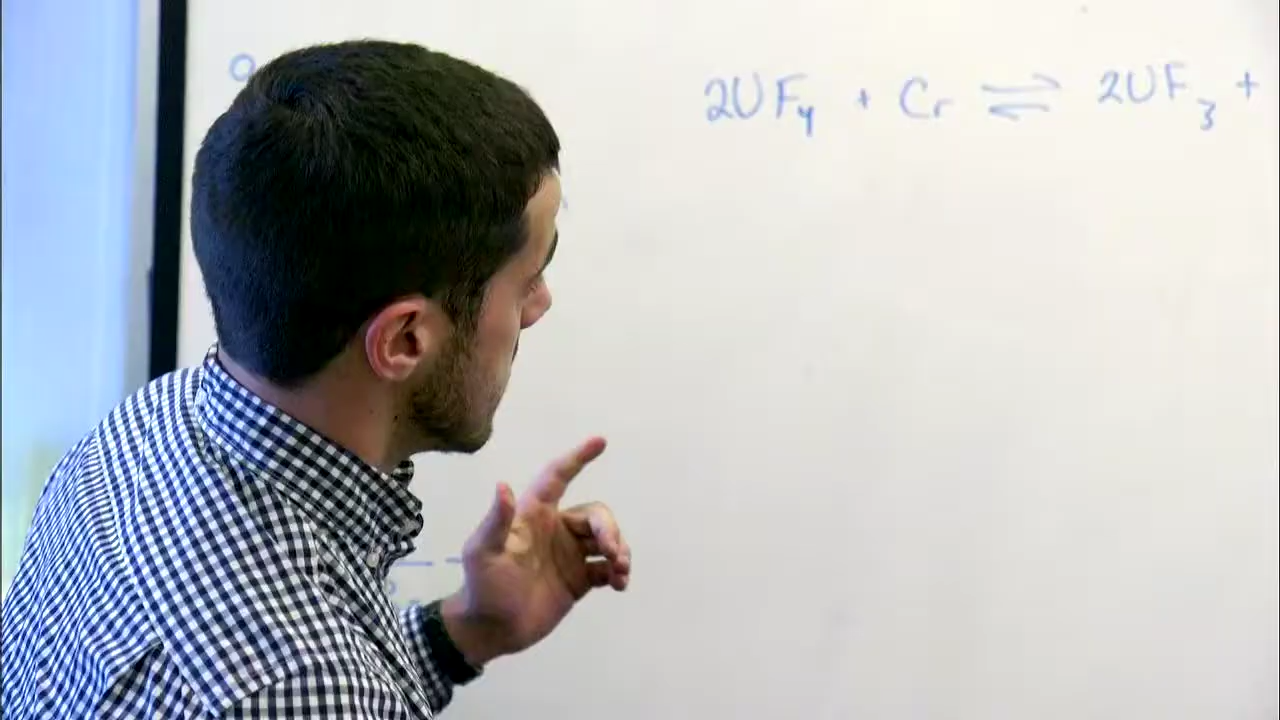 2UF₄ + Cr ⇌ 2UF₃ +